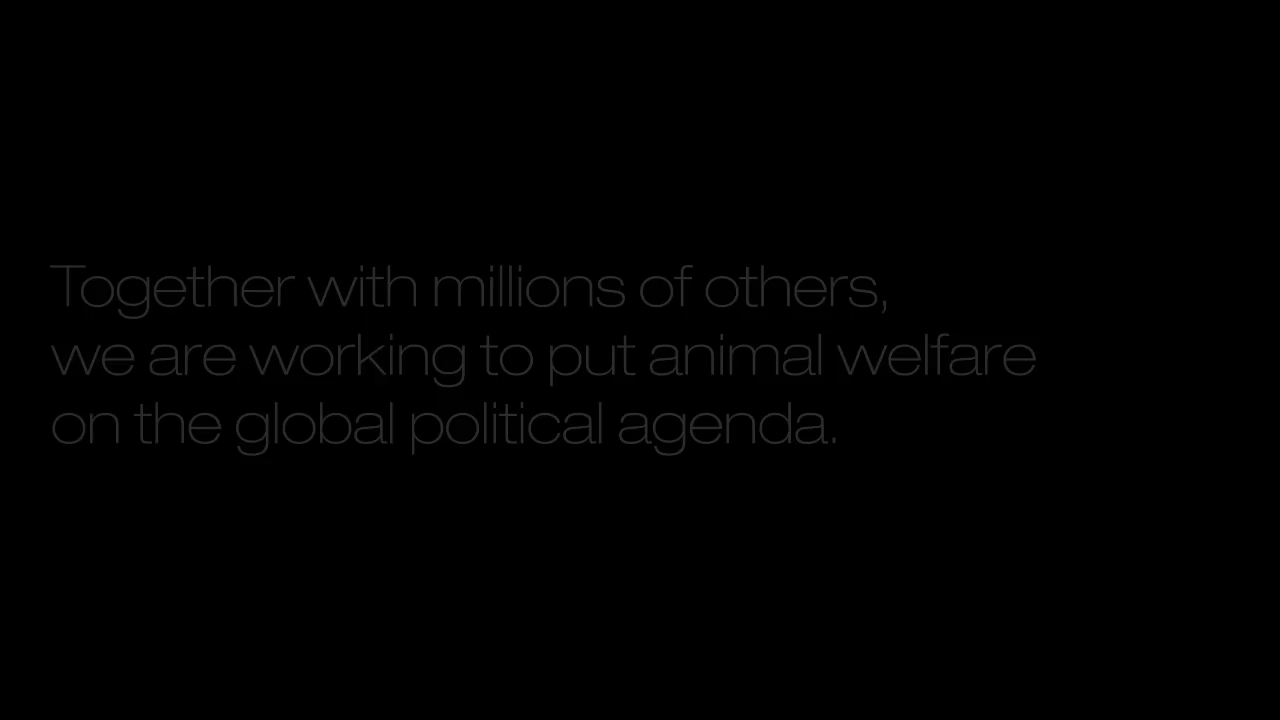 Together with millions of others,
we are working to put animal welfare
on the global political agenda.